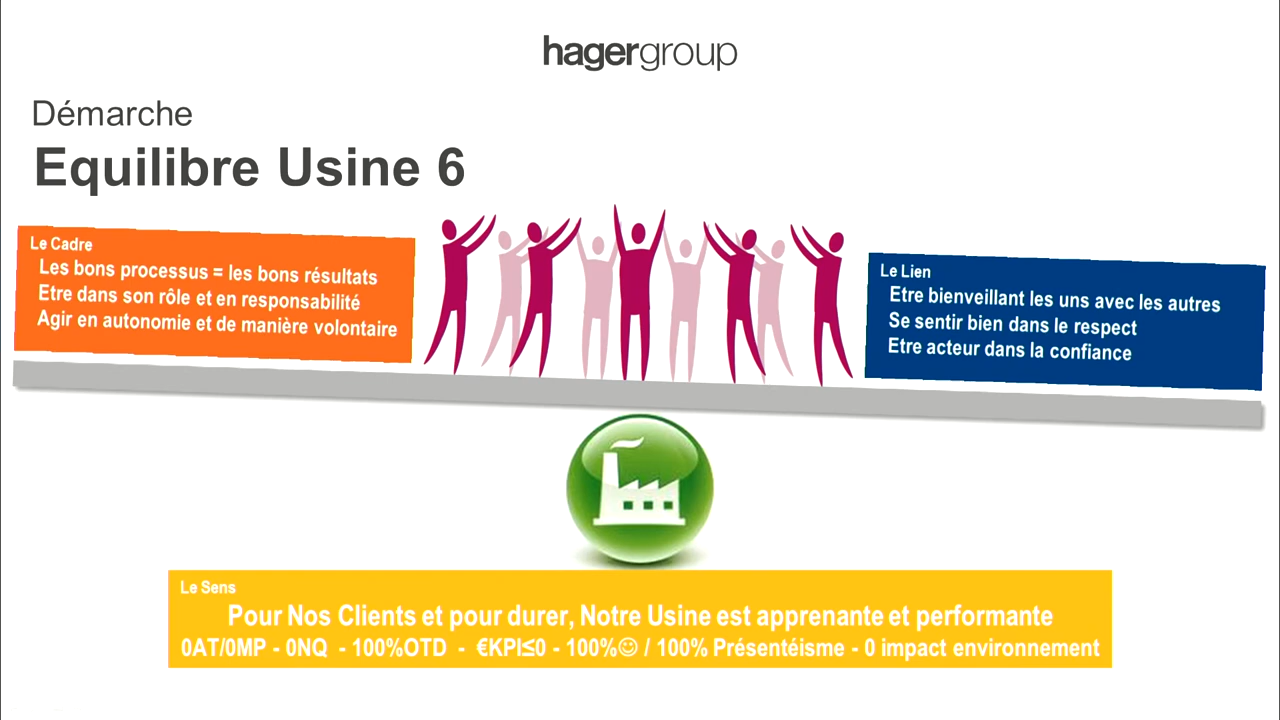 hagergroup
Démarche
Equilibre Usine 6
Le Cadre
Les bons processus = les bons résultats
Etre dans son rôle et en responsabilité
Agir en autonomie et de manière volontaire
Le Lien
Etre bienveillant les uns avec les autres
Se sentir bien dans le respect
Etre acteur dans la confiance
Le Sens
Pour Nos Clients et pour durer, Notre Usine est apprenante et performante
0AT/0MP - 0NQ - 100%OTD - €KPI≤0 - 100%☺ / 100% Présentéisme - 0 impact environnement